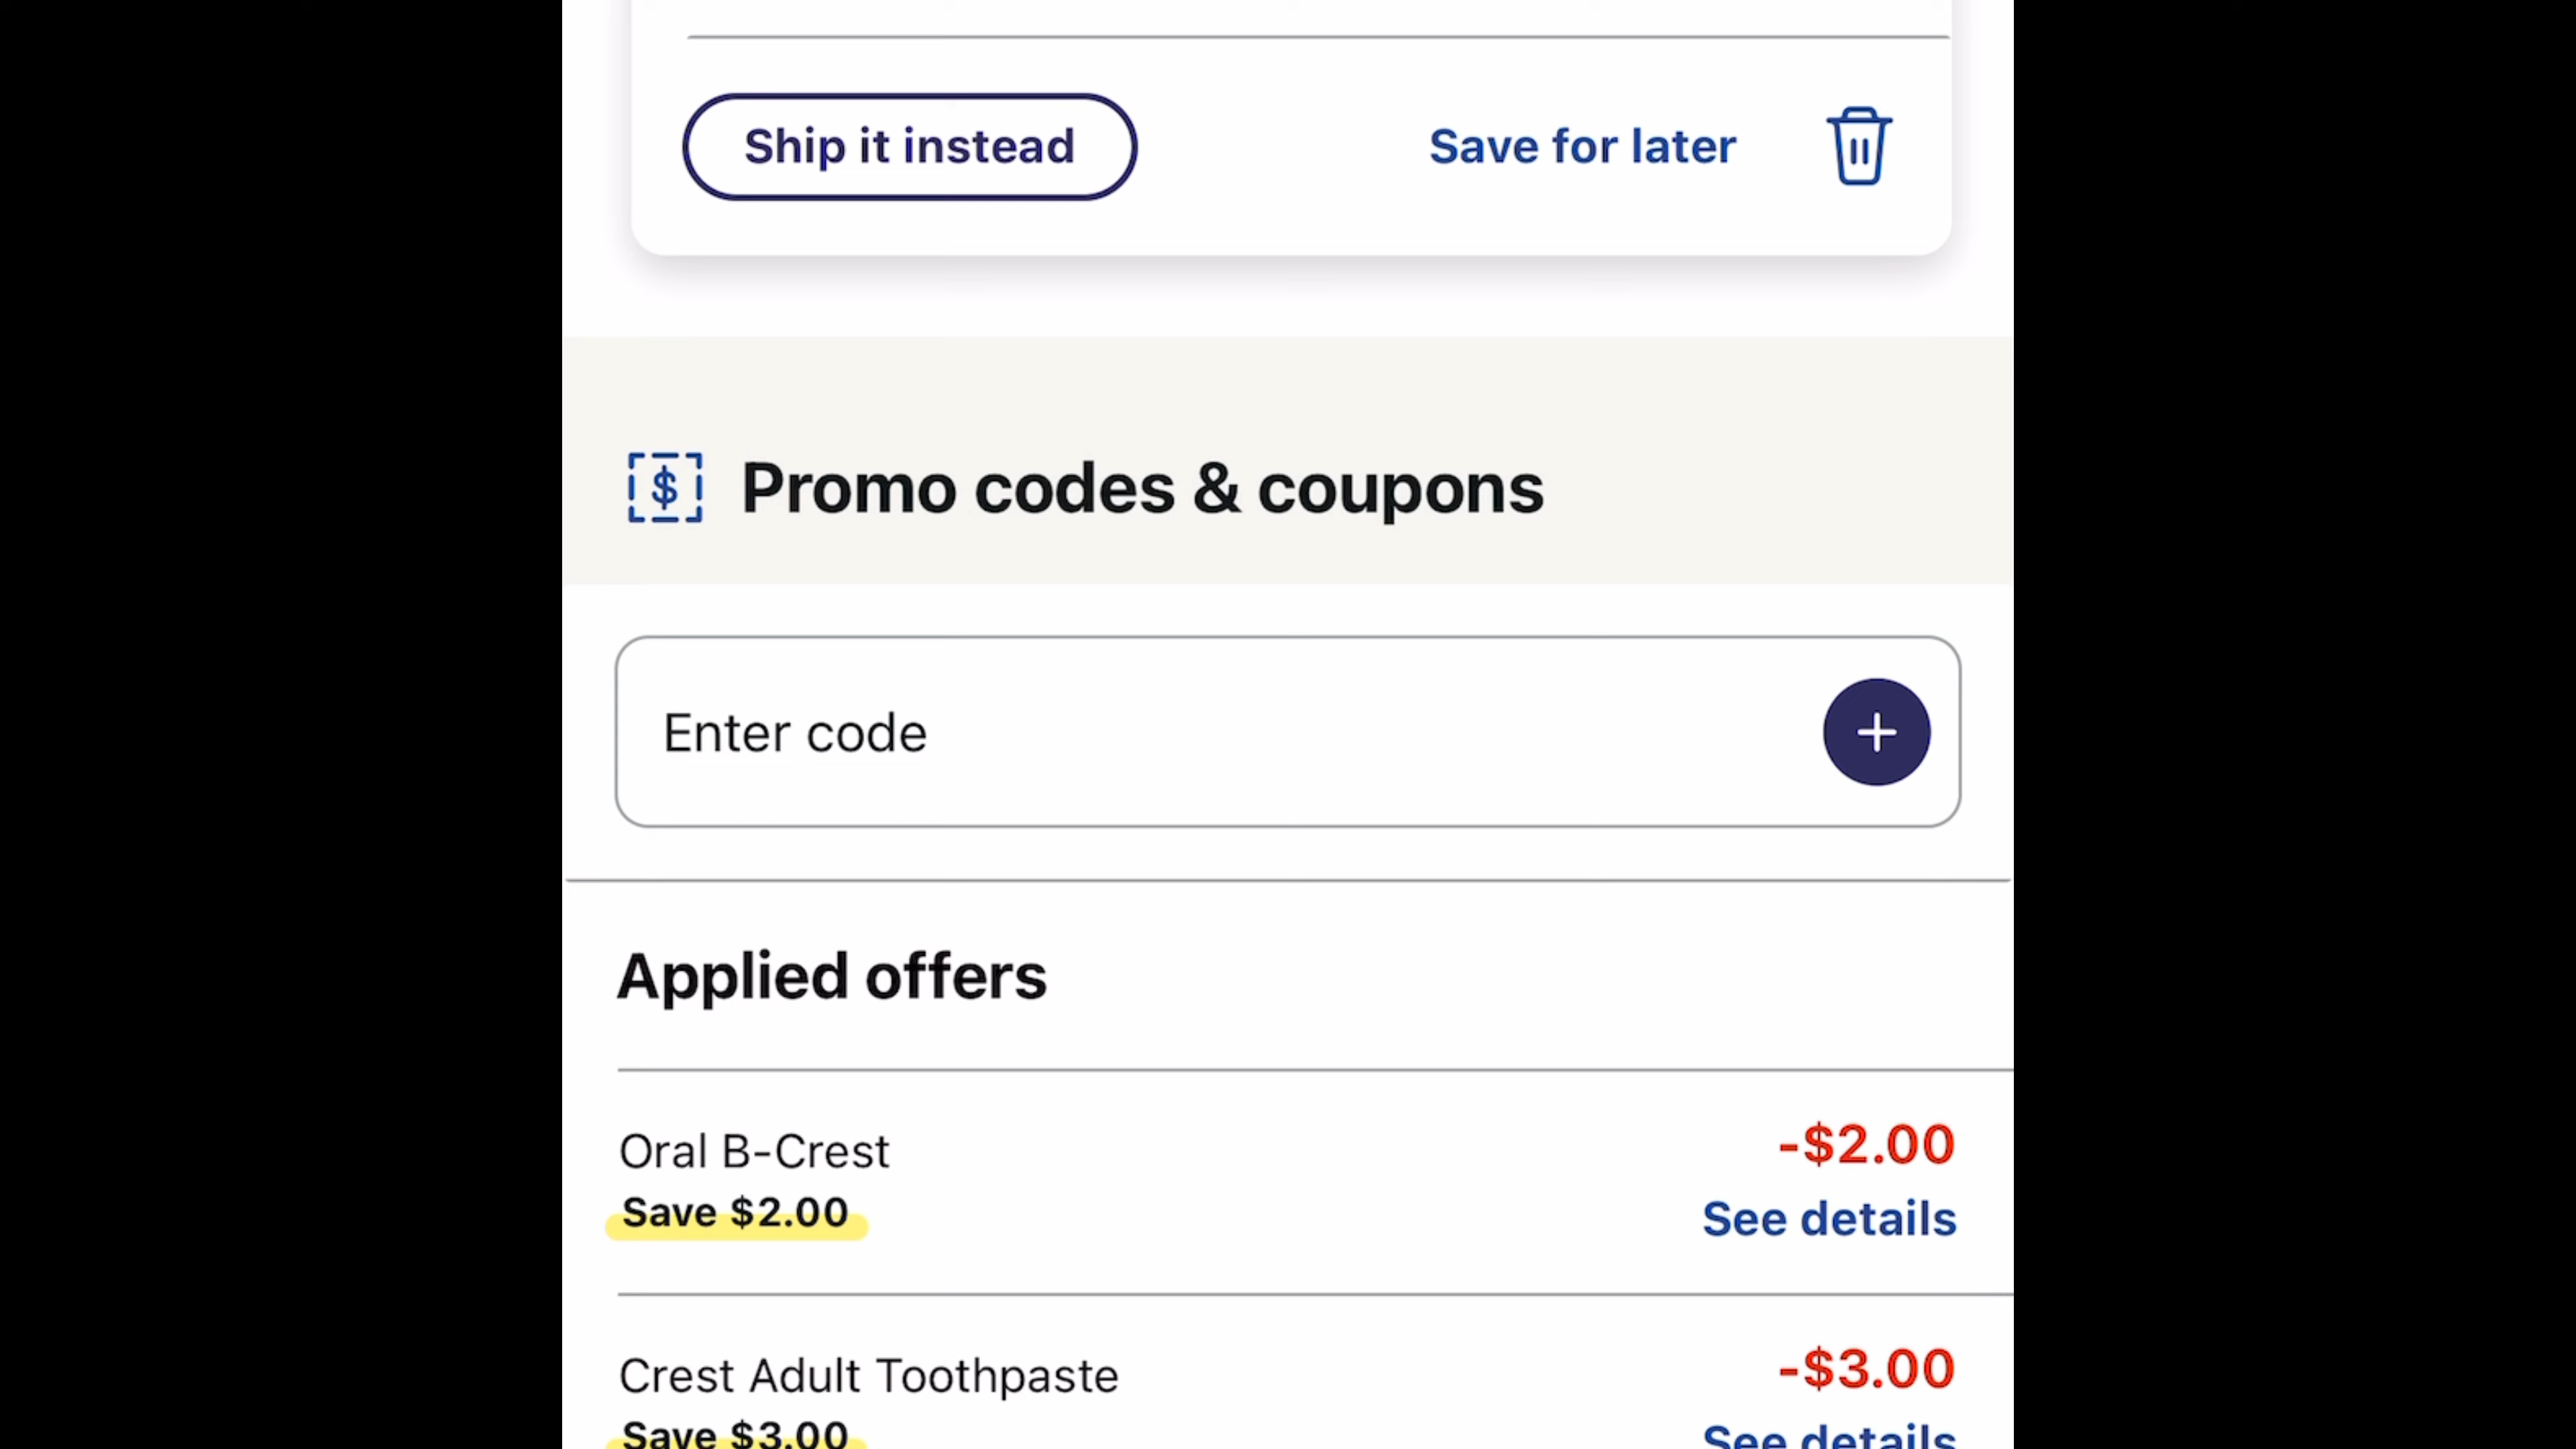 Ship it instead
Save for later
$ Promo codes & coupons
Enter code
Applied offers
Oral B-Crest
-$2.00
Save $2.00
See details
Crest Adult Toothpaste
-$3.00
Save $3.00
See details